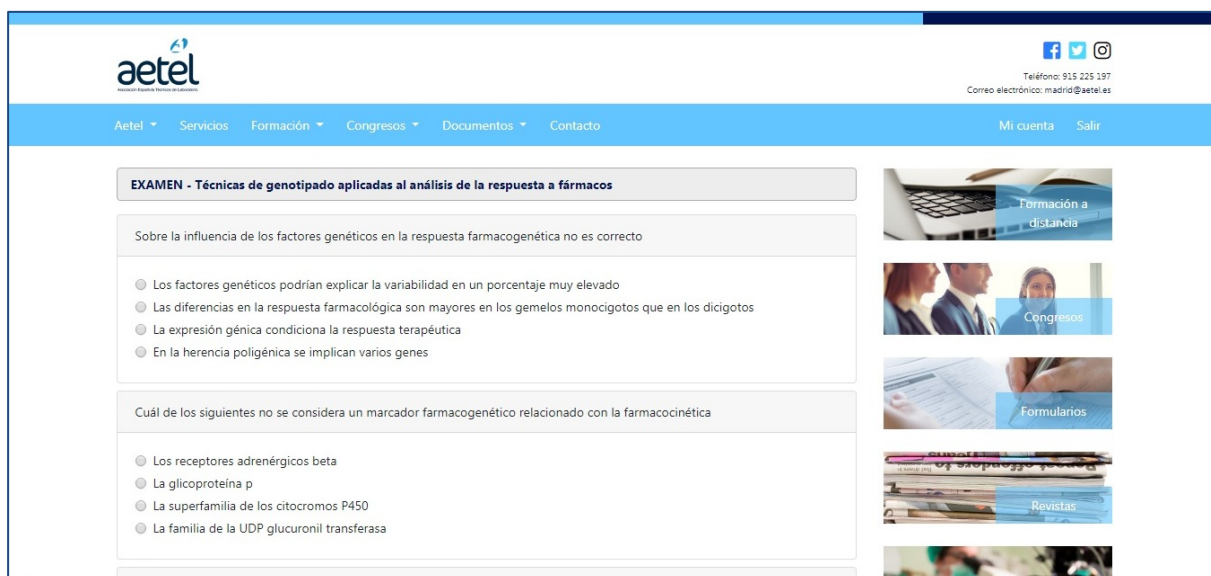 aetel
Asociación Española Técnicos de Laboratorio
Teléfono: 915 225 197
Correo electrónico: madrid@aetel.es
Aetel Servicios Formación Congresos Documentos Contacto Mi cuenta Salir
EXAMEN - Técnicas de genotipado aplicadas al análisis de la respuesta a fármacos
Sobre la influencia de los factores genéticos en la respuesta farmacogenética no es correcto
Los factores genéticos podrían explicar la variabilidad en un porcentaje muy elevado
Las diferencias en la respuesta farmacológica son mayores en los gemelos monocigotos que en los dicigotos
La expresión génica condiciona la respuesta terapéutica
En la herencia poligénica se implican varios genes
Cuál de los siguientes no se considera un marcador farmacogenético relacionado con la farmacocinética
Los receptores adrenérgicos beta
La glicoproteína p
La superfamilia de los citocromos P450
La familia de la UDP glucuronil transferasa
Formación a
distancia
Congresos
Formularios
Revistas